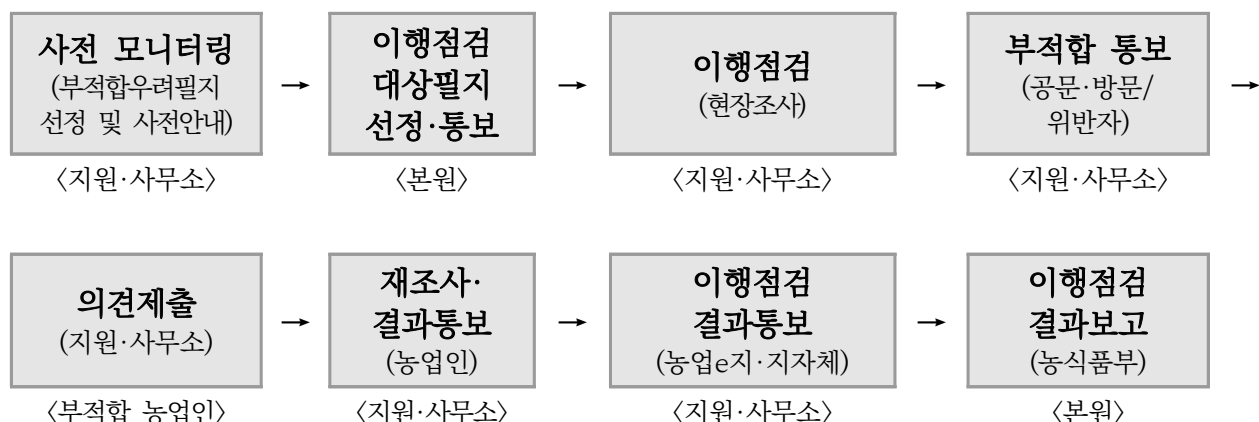 사전 모니터링
(부적합우려필지
선정 및 사전안내)
→
이행점검
대상필지
선정·통보
→
이행점검
(현장조사)
→
부적합 통보
(공문·방문/
위반자)
→
〈지원·사무소〉
〈본원〉
〈지원·사무소〉
〈지원·사무소〉
의견제출
(지원·사무소)
→
재조사·
결과통보
(농업인)
→
이행점검
결과통보
(농업e지·지자체)
→
이행점검
결과보고
(농식품부)
〈부적합 농업인〉
〈지원·사무소〉
〈지원·사무소〉
〈본원〉